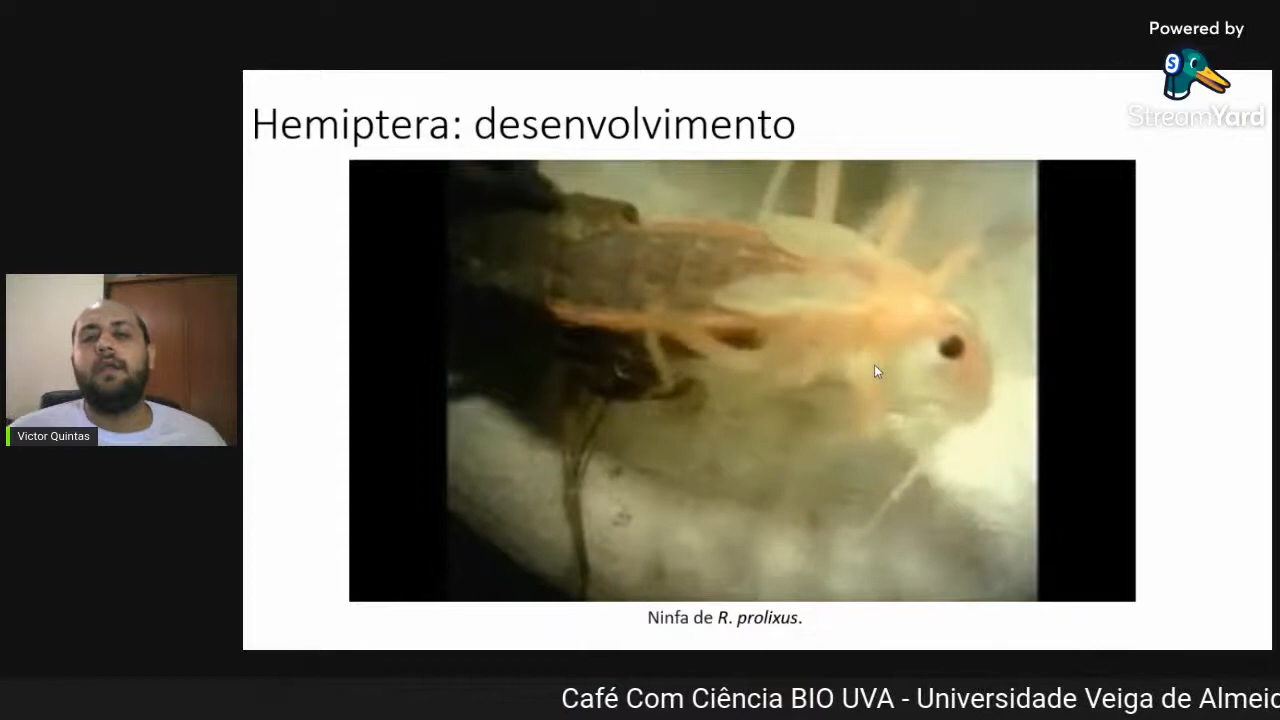 Powered by
StreamYard
Hemiptera: desenvolvimento
Victor Quintas
Ninfa de R. prolixus.
Café Com Ciência BIO UVA - Universidade Veiga de Almeid